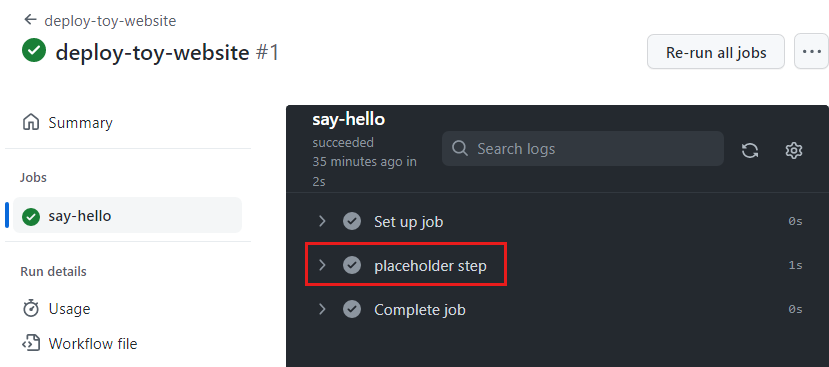 deploy-toy-website
deploy-toy-website #1
Re-run all jobs
Summary
Jobs
say-hello
Run details
Usage
Workflow file
say-hello
succeeded
35 minutes ago in
2s
Search logs
Set up job 0s
placeholder step 1s
Complete job 0s